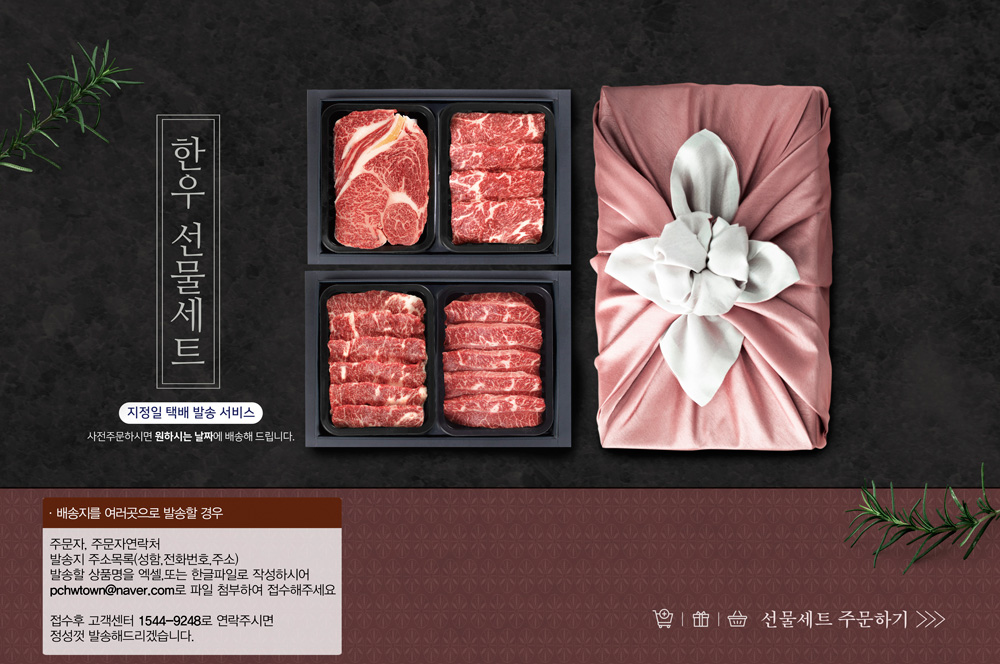 한우 선물세트
지정일 택배 발송 서비스
사전주문하시면 원하시는 날짜에 배송해 드립니다.
· 배송지를 여러곳으로 발송할 경우
주문자, 주문자연락처
발송지 주소목록(성함,전화번호,주소)
발송할 상품명을 엑셀,또는 한글파일로 작성하시어
pchwtown@naver.com로 파일 첨부하여 접수해주세요
접수후 고객센터 1544-9248로 연락주시면
정성껏 발송해드리겠습니다.
선물세트 주문하기